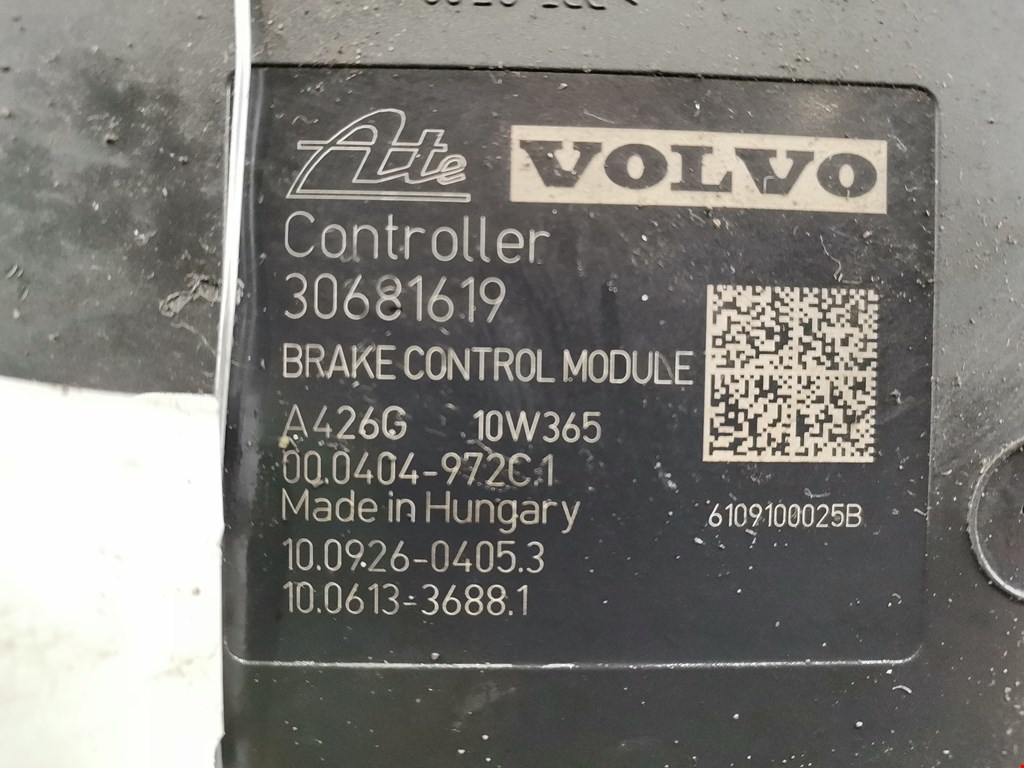 Ate VOLVO
Controller
30681619
BRAKE CONTROL MODULE
A426G 10W365
00.0404-972C.1
Made in Hungary
6109100025B
10.0926-0405.3
10.0613-3688.1